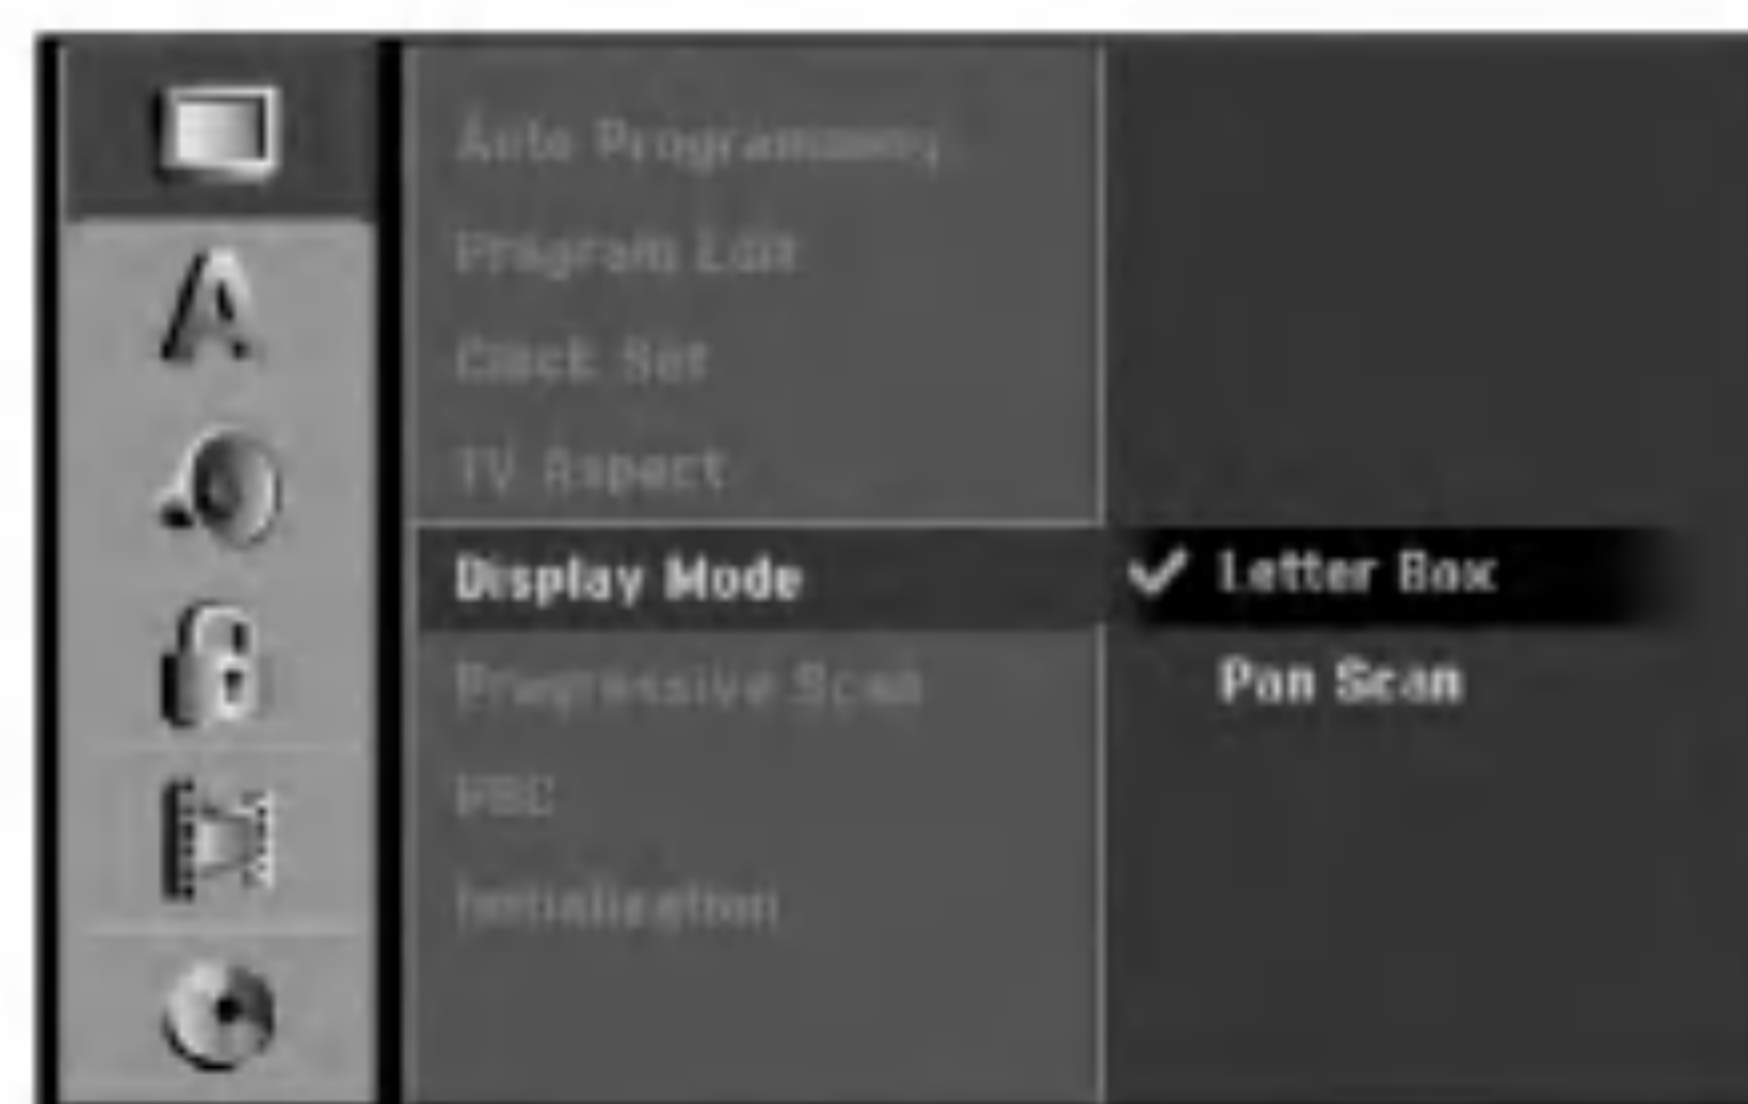 Auto Programming
Program Edit
Clock Set
TV Aspect
Display Mode
✓ Letter Box
Pan Scan
Progressive Scan
PBC
Initialization